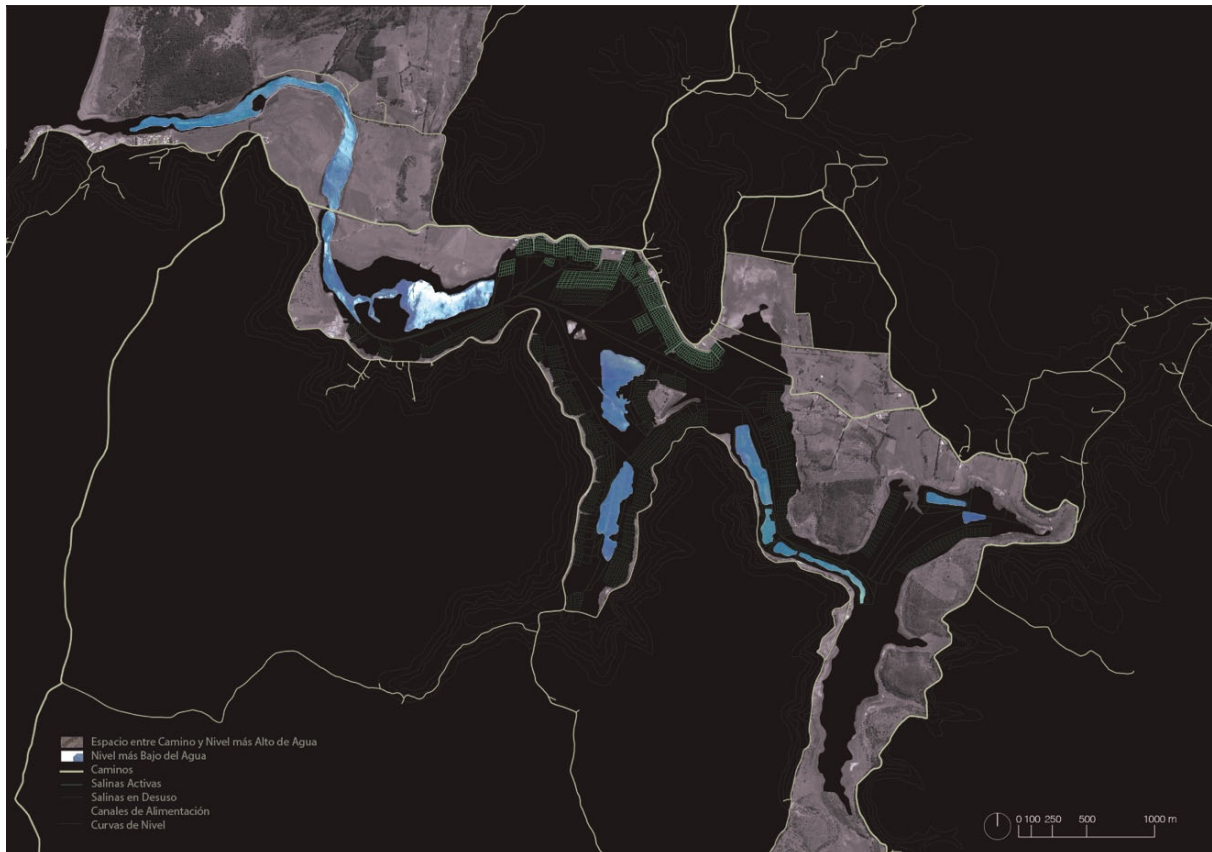 Espacio entre Camino y Nivel más Alto de Agua
Nivel más Bajo del Agua
Caminos
Salinas Activas
Salinas en Desuso
Canales de Alimentación
Curvas de Nivel
0 100 250 500 1000 m